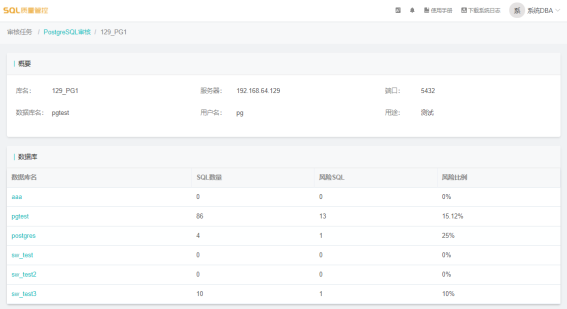 SQL质量管控 使用手册 下载系统日志 系 系统DBA
审核任务 / PostgreSQL审核 / 129_PG1
概要
库名： 129_PG1 服务器： 192.168.64.129 端口： 5432
数据库名： pgtest 用户名： pg 用途： 测试
数据库
数据库名 SQL数量 风险SQL 风险比例
aaa 0 0 0%
pgtest 86 13 15.12%
postgres 4 1 25%
sw_test 0 0 0%
sw_test2 0 0 0%
sw_test3 10 1 10%